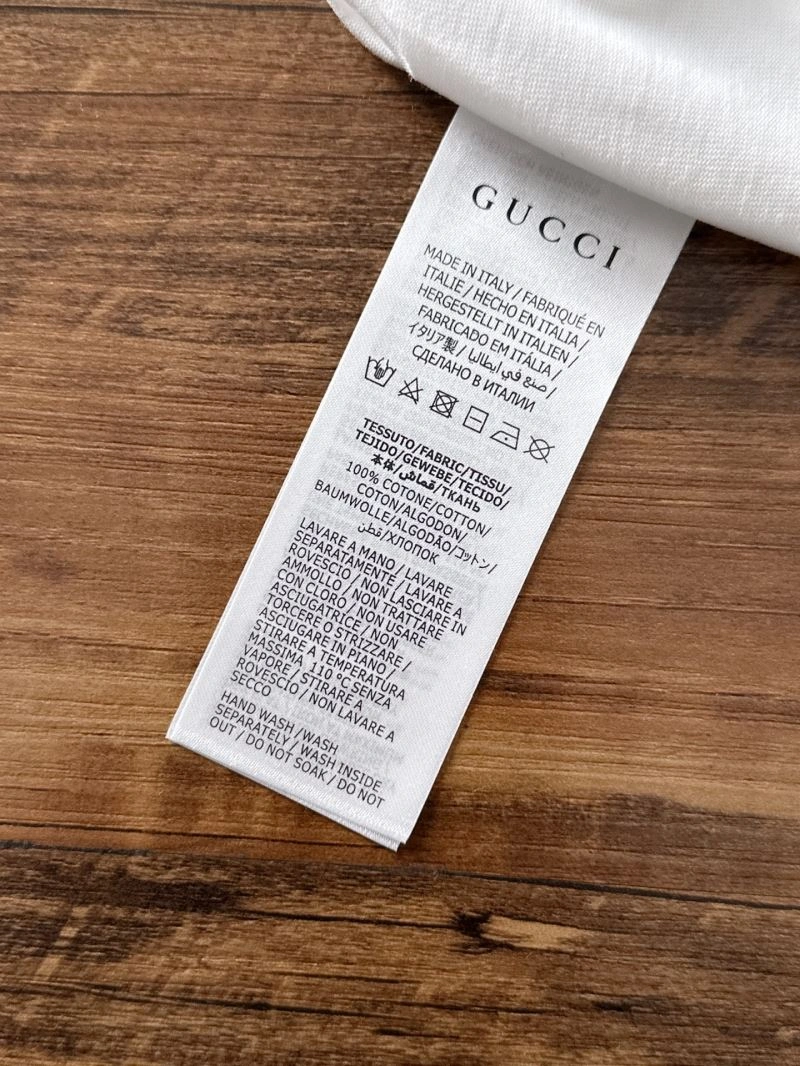 GUCCI
MADE IN ITALY / FABRIQUÉ EN
ITALIE / HECHO EN ITALIA /
HERGESTELLT IN ITALIEN /
FABRICADO EM ITÁLIA /
イタリア製 / صنع في ايطاليا /
СДЕЛАНО В ИТАЛИИ
TESSUTO/FABRIC/TISSU/
TEJIDO/GEWEBE/TECIDO/
本体/قماش/ТКАНЬ
100% COTONE/COTTON/
COTON/ALGODON/
BAUMWOLLE/ALGODÃO/コットン/
قطن/ХЛОПОК
LAVARE A MANO / LAVARE
SEPARATAMENTE / LAVARE A
ROVESCIO / NON LASCIARE IN
AMMOLLO / NON TRATTARE
CON CLORO / NON USARE
ASCIUGATRICE / NON
TORCERE O STRIZZARE /
ASCIUGARE IN PIANO /
STIRARE A TEMPERATURA
MASSIMA 110 °C SENZA
VAPORE / STIRARE A
ROVESCIO / NON LAVARE A
SECCO
HAND WASH /WASH
SEPARATELY / WASH INSIDE
OUT / DO NOT SOAK / DO NOT